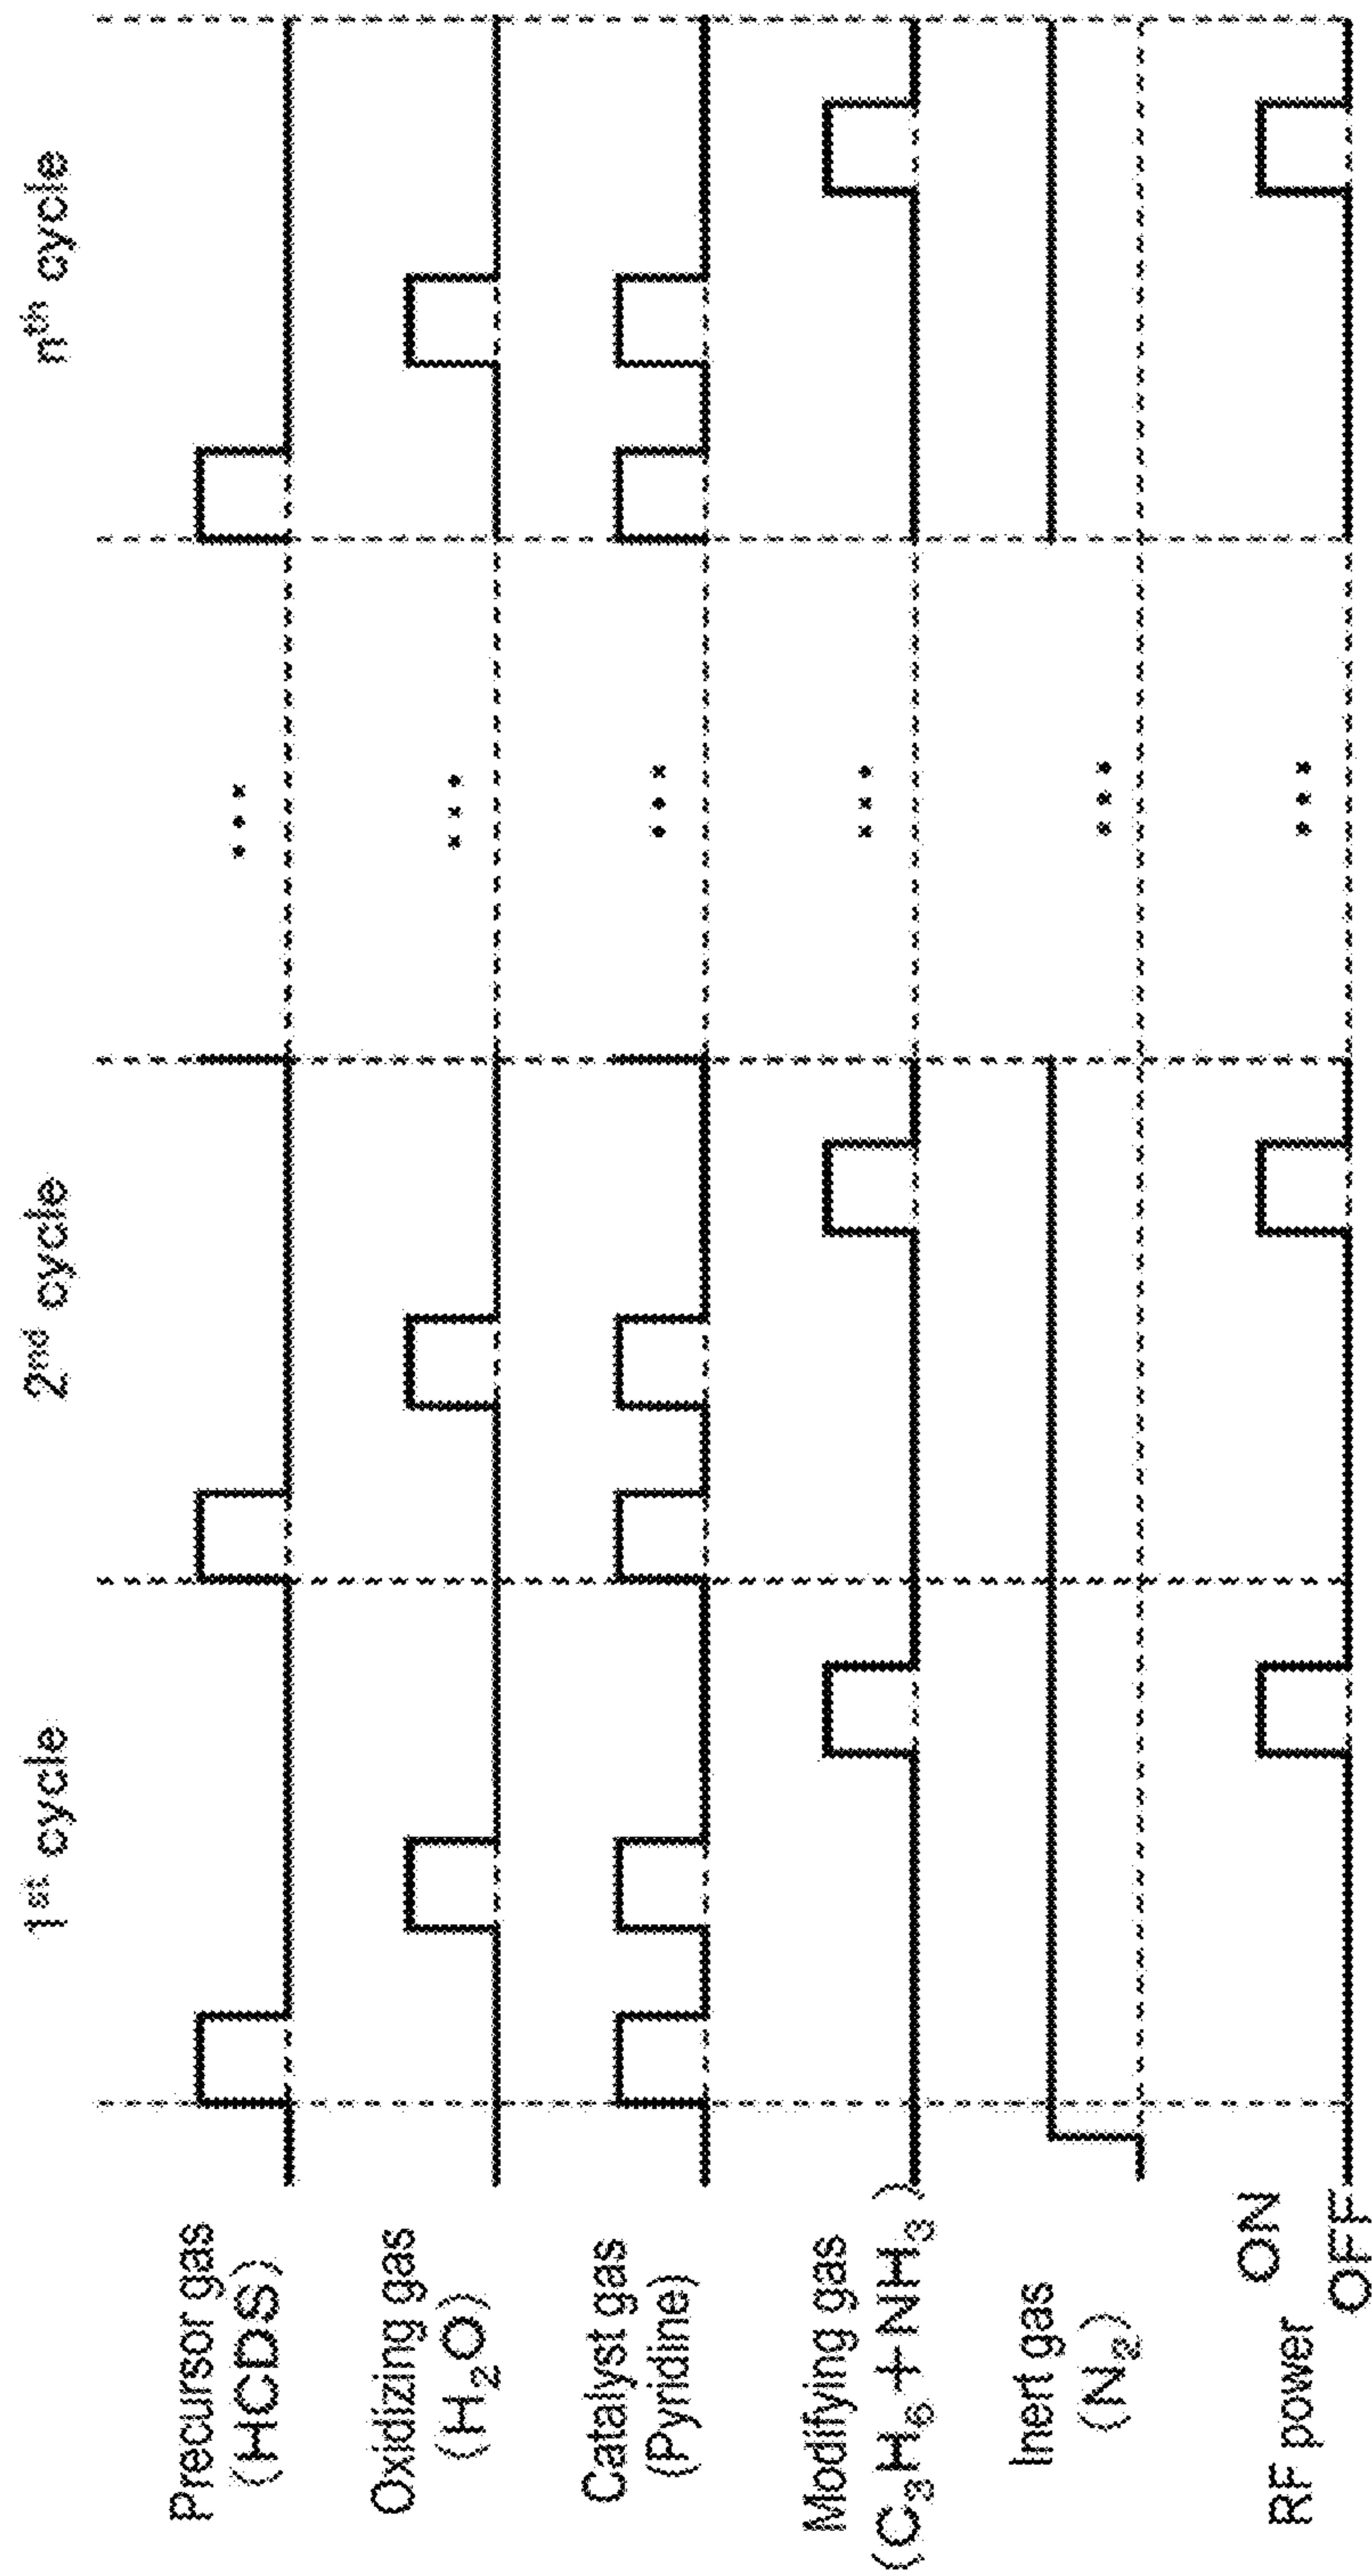 1st cycle
2nd cycle
nth cycle
Precursor gas
(HCDS)
Oxidizing gas
(H2O)
Catalyst gas
(Pyridine)
Modifying gas
(C3H6+NH3)
Inert gas
(N2)
RF power
ON
OFF